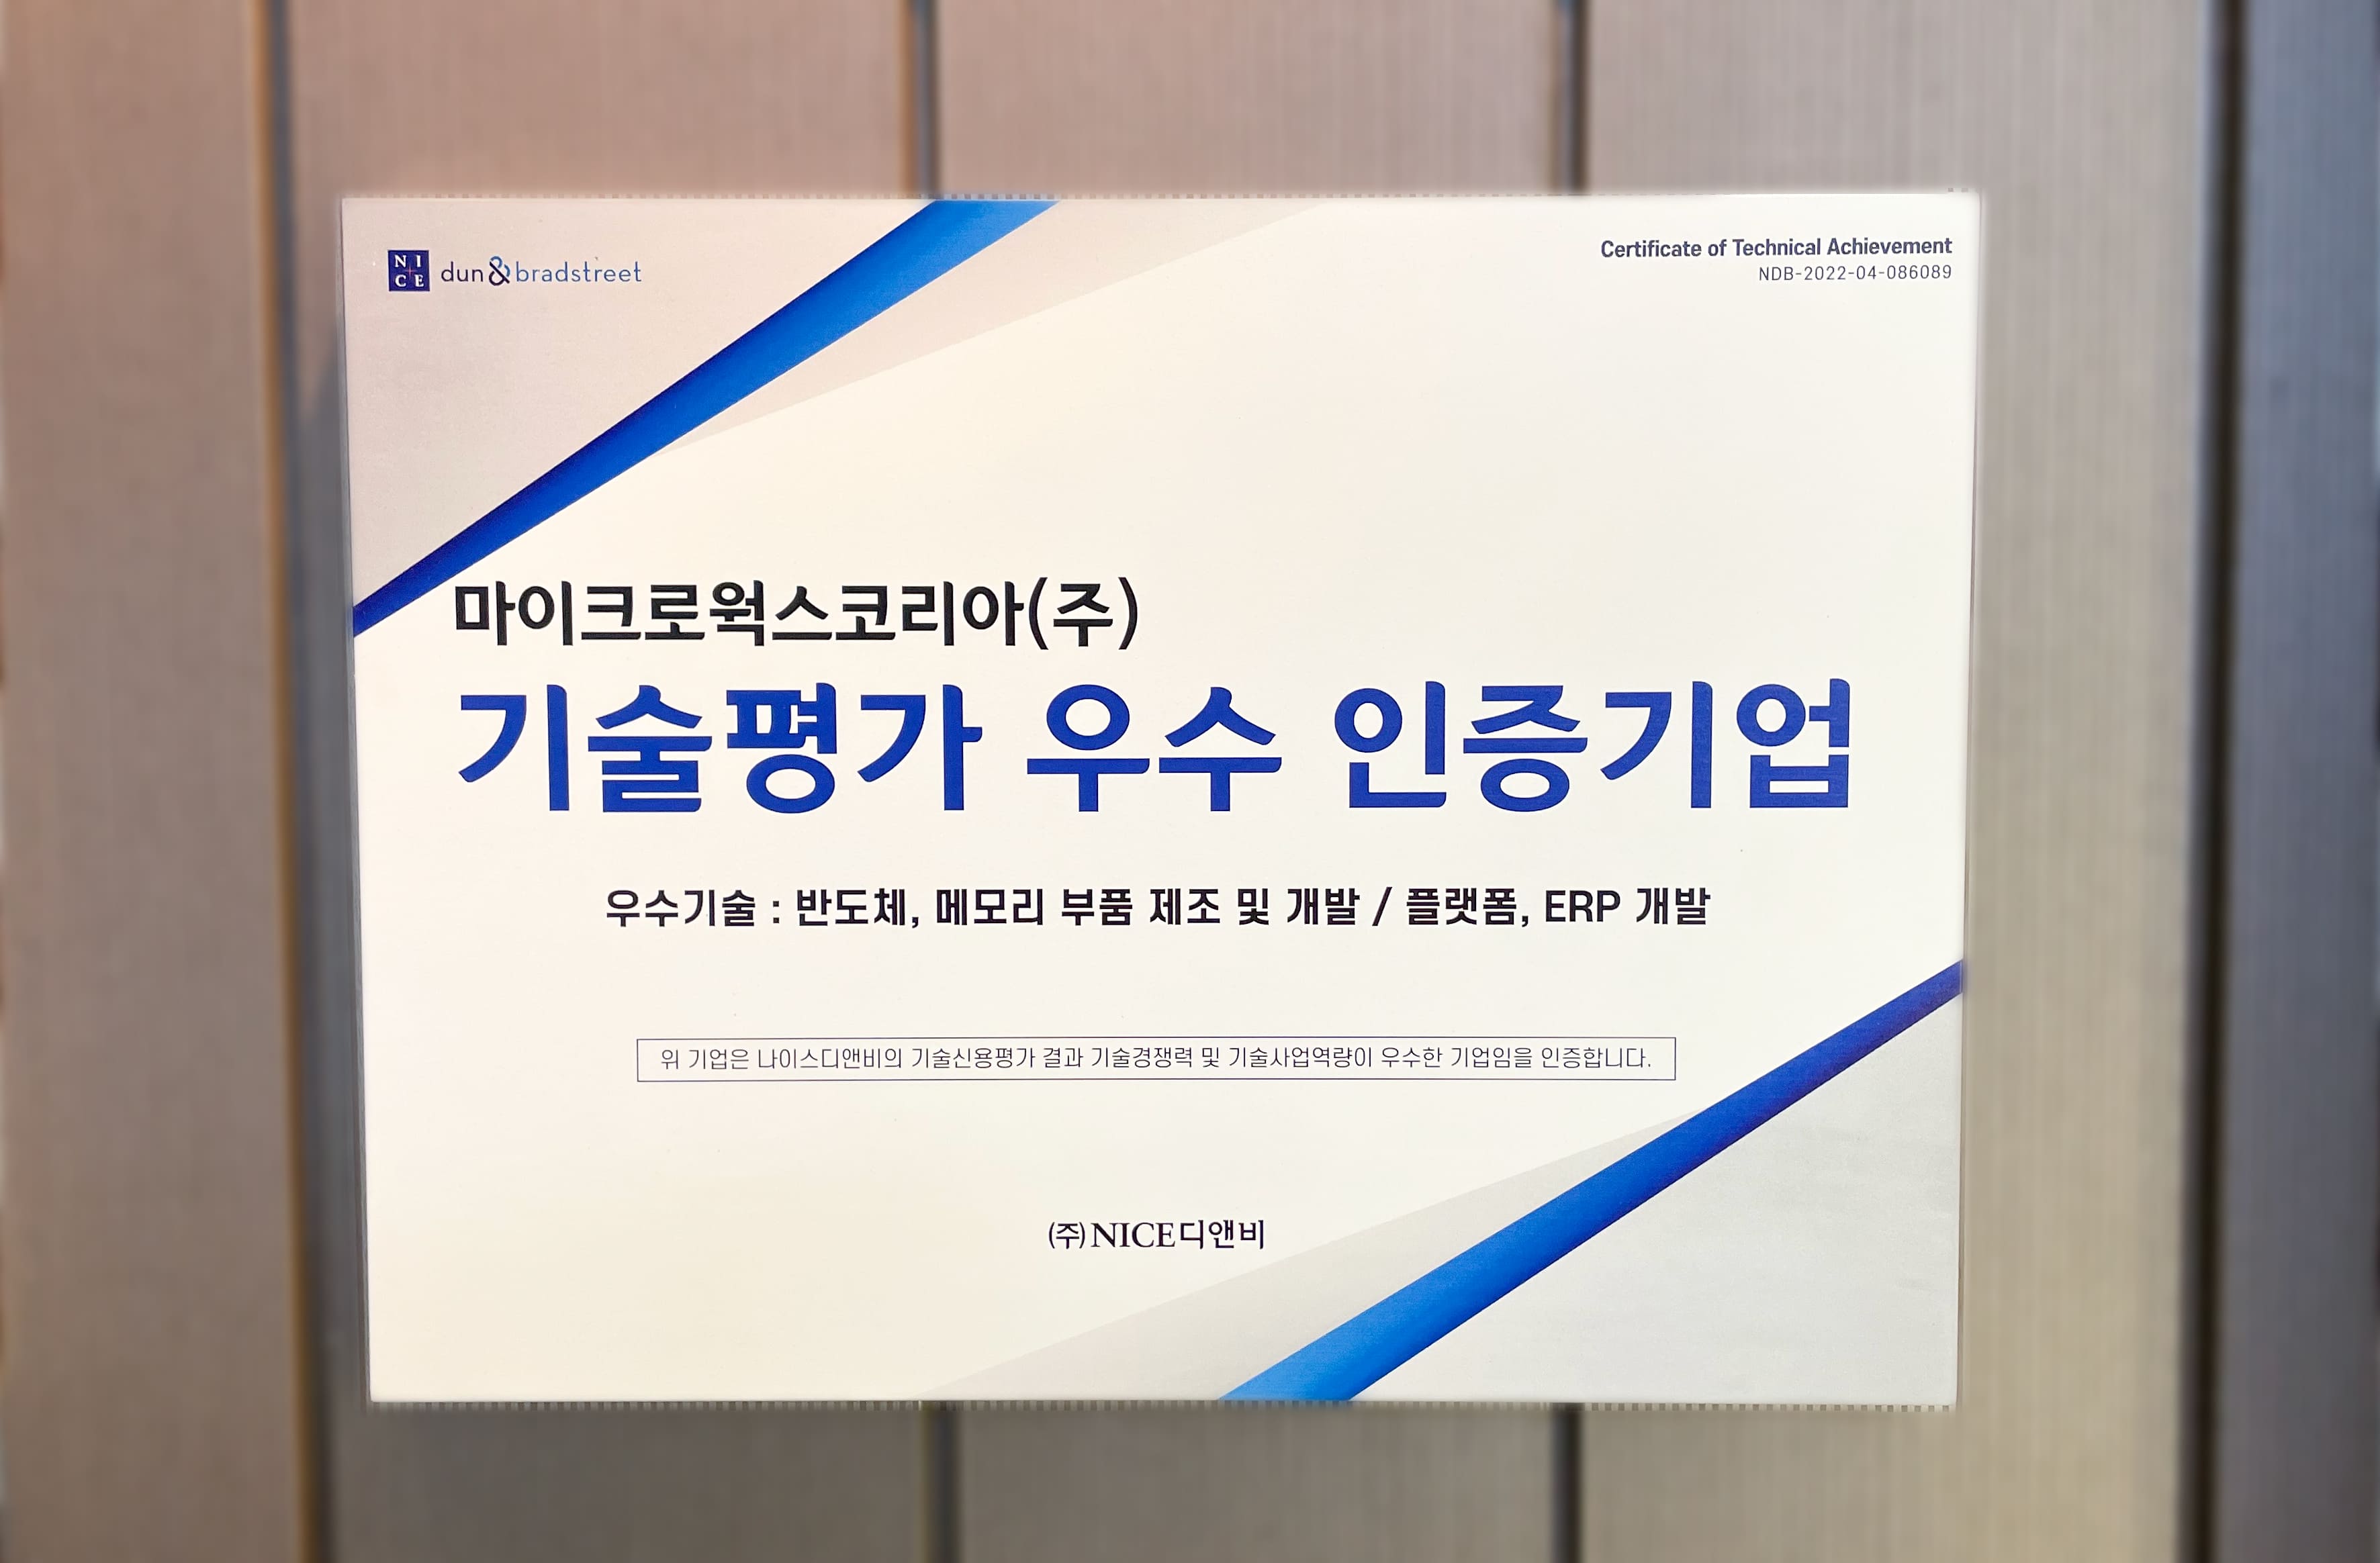 NICE dun&bradstreet
Certificate of Technical Achievement
NDB-2022-04-086089
마이크로웍스코리아(주)
기술평가 우수 인증기업
우수기술 : 반도체, 메모리 부품 제조 및 개발 / 플랫폼, ERP 개발
위 기업은 나이스디앤비의 기술신용평가 결과 기술경쟁력 및 기술사업역량이 우수한 기업임을 인증합니다.
(주)NICE디앤비